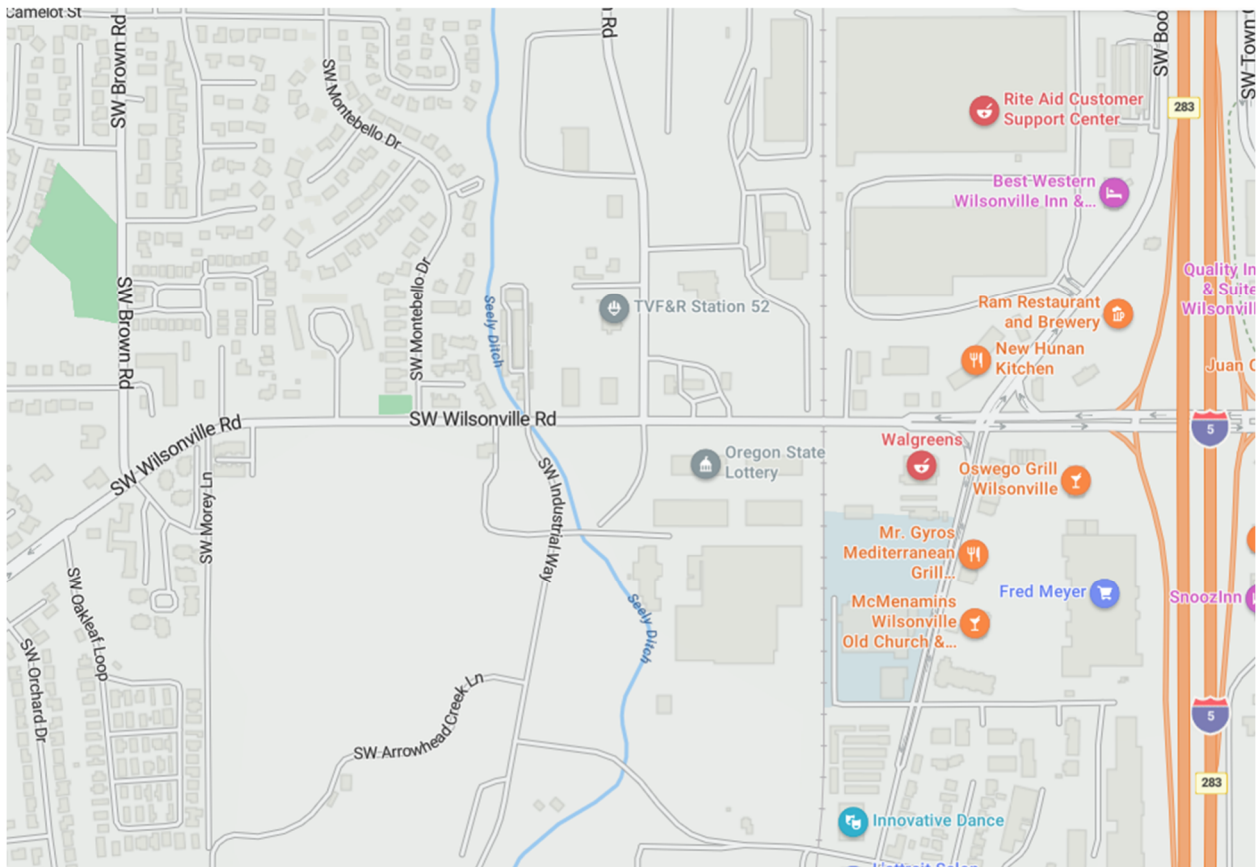 Camelot St
SW Brown Rd
Rd
SW Boo
SW Town C
SW Montebello Dr
Rite Aid Customer
Support Center
283
Best Western
Wilsonville Inn &...
SW Brown Rd
SW Montebello Dr
Seely Ditch
TVF&R Station 52
Quality In
& Suite
Wilsonvill
Ram Restaurant
and Brewery
New Hunan
Kitchen
Juan C
SW Wilsonville Rd
SW Wilsonville Rd
5
Walgreens
Oregon State
Lottery
Oswego Grill
Wilsonville
SW Morey Ln
SW Industrial Way
Mr. Gyros
Mediterranean
Grill...
Fred Meyer
SnoozInn
McMenamins
Wilsonville
Old Church &...
Seely Ditch
SW Oakleaf Loop
SW Orchard Dr
SW Arrowhead Creek Ln
5
283
Innovative Dance